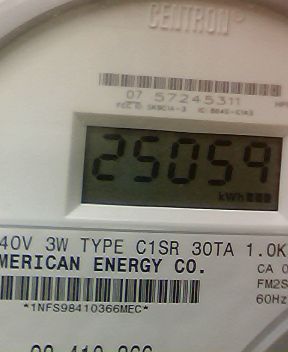 CENTRON®
07 57245311
25059
kWh
40V 3W TYPE C1SR 30TA 1.0K
MERICAN ENERGY CO.
CA 0
FM2S
60Hz
*1NFS98410366MEC*